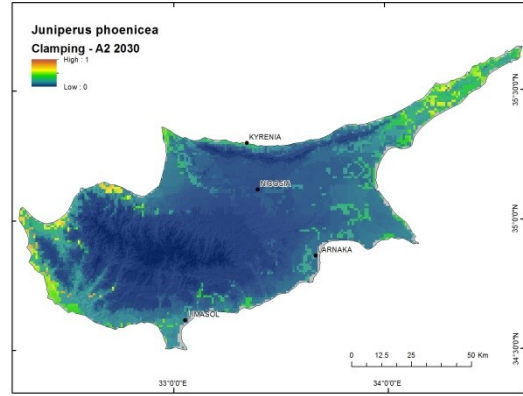 Juniperus phoenicea
Clamping - A2 2030
High : 1
Low : 0
KYRENIA
NICOSIA
LARNAKA
LIMASOL
35°30'0"N
35°0'0"N
34°30'0"N
0 12.5 25 50 Km
33°0'0"E
34°0'0"E